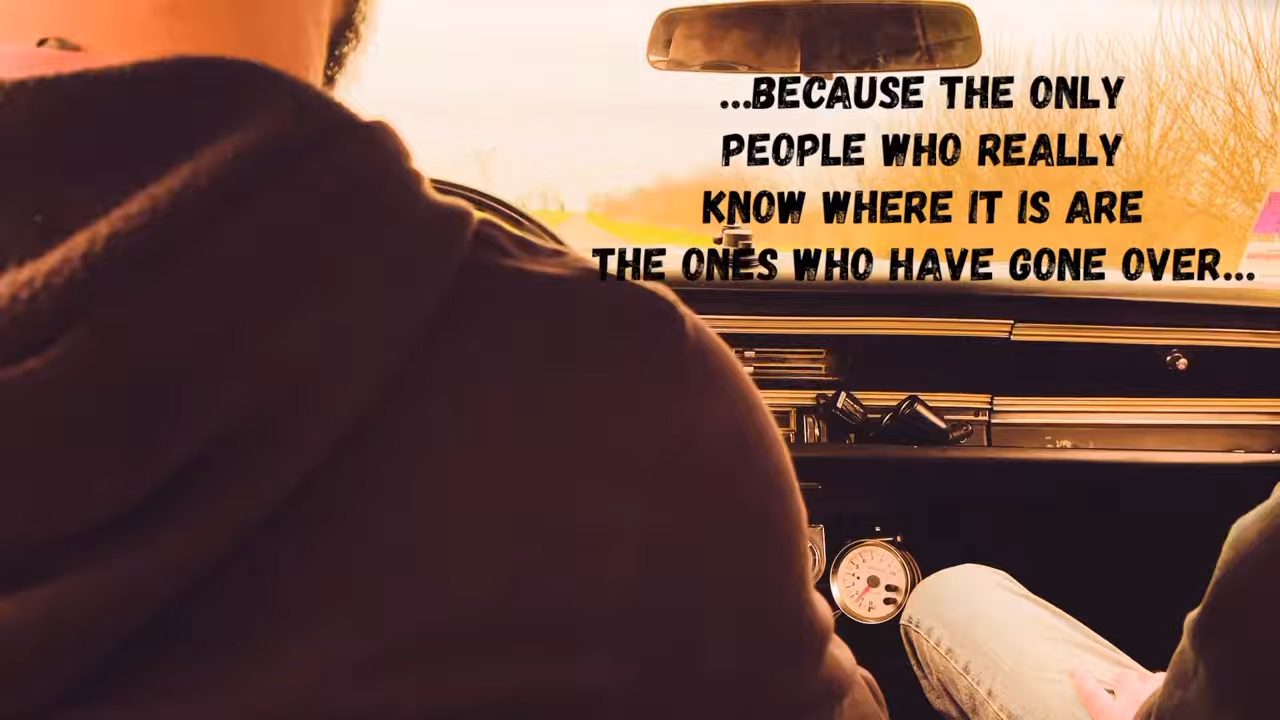 ...BECAUSE THE ONLY
PEOPLE WHO REALLY
KNOW WHERE IT IS ARE
THE ONES WHO HAVE GONE OVER...